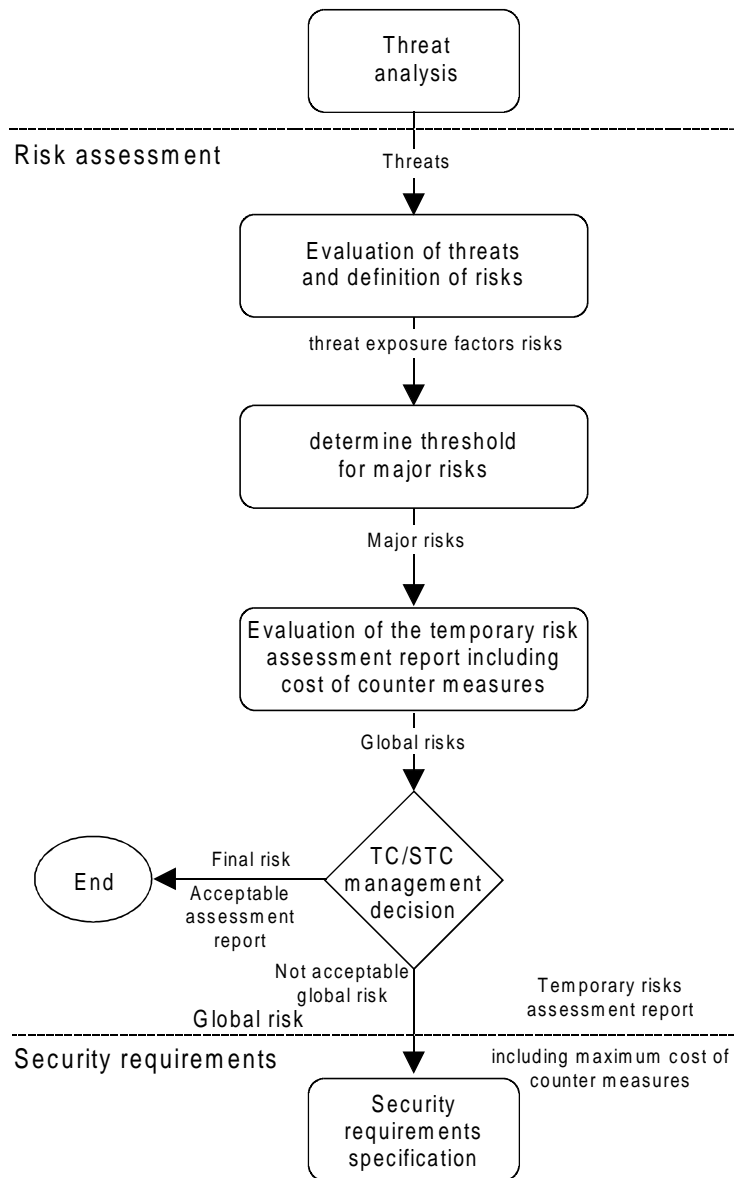 Threat
analysis
Risk assessment
Threats
Evaluation of threats
and definition of risks
threat exposure factors risks
determine threshold
for major risks
Major risks
Evaluation of the temporary risk
assessment report including
cost of counter measures
Global risks
TC/STC
management
decision
Final risk
End
Acceptable
assessment
report
Not acceptable
global risk
Global risk
Temporary risks
assessment report
Security requirements
including maximum cost of
counter measures
Security
requirements
specification